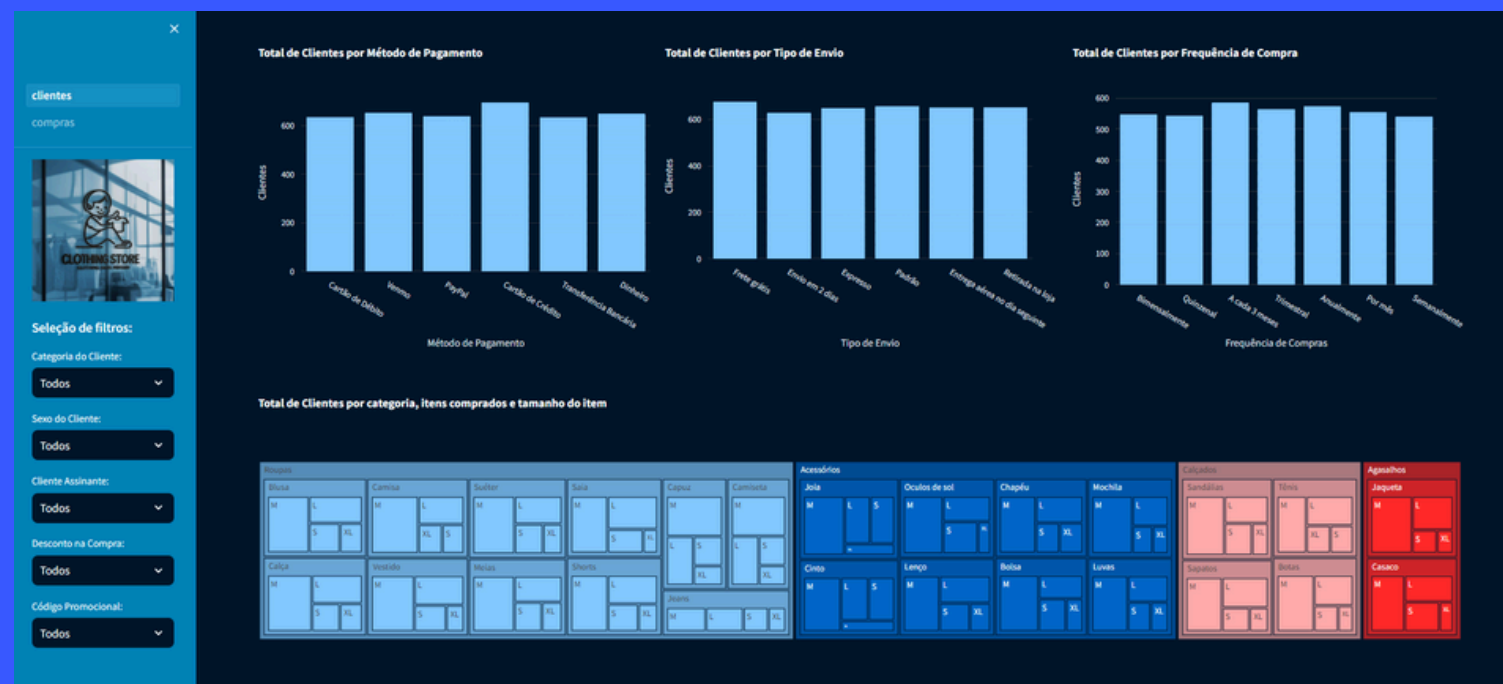 ×
clientes
compras
CLOTHING STORE
Seleção de filtros:
Categoria do Cliente:
Todos
Sexo do Cliente:
Todos
Cliente Assinante:
Todos
Desconto na Compra:
Todos
Código Promocional:
Todos
Total de Clientes por Método de Pagamento
Clientes
600
400
200
0
Cartão de Débito
Venmo
PayPal
Cartão de Crédito
Transferência Bancária
Dinheiro
Método de Pagamento
Total de Clientes por Tipo de Envio
Clientes
600
400
200
0
Frete grátis
Envio em 2 dias
Expresso
Padrão
Entrega aérea no dia seguinte
Retirada na loja
Tipo de Envio
Total de Clientes por Frequência de Compra
Clientes
600
500
400
300
200
100
0
Bimensalmente
Quinzenal
A cada 3 meses
Trimestral
Anualmente
Por mês
Semanalmente
Frequência de Compras
Total de Clientes por categoria, itens comprados e tamanho do item
Roupas
Blusa
M
L
S
XL
Camisa
M
L
XL
S
Suéter
M
L
S
XL
Saia
M
L
S
XL
Capuz
M
L
S
XL
Camiseta
M
L
S
XL
Calça
M
L
S
XL
Vestido
M
L
S
XL
Meias
M
L
S
XL
Shorts
M
L
S
XL
Jeans
M
L
S
XL
Acessórios
Joia
M
L
S
Oculos de sol
M
L
S
Chapéu
M
L
S
XL
Mochila
M
L
S
XL
Cinto
M
L
S
Lenço
M
L
S
XL
Bolsa
M
L
S
XL
Luvas
M
L
S
XL
Calçados
Sandálias
M
L
S
XL
Tênis
M
L
XL
S
Sapatos
M
L
S
XL
Botas
M
L
S
XL
Agasalhos
Jaqueta
M
L
S
XL
Casaco
M
L
S